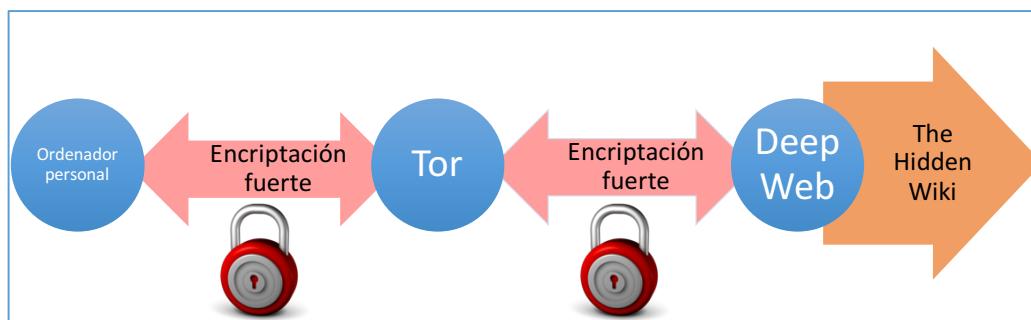 Ordenador
personal
Encriptación
fuerte
Tor
Encriptación
fuerte
Deep
Web
The
Hidden
Wiki